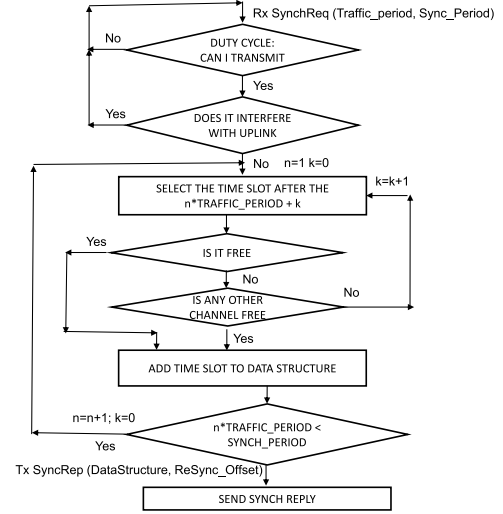 Rx SynchReq (Traffic_period, Sync_Period)
No
DUTY CYCLE:
CAN I TRANSMIT
Yes
Yes
DOES IT INTERFERE
WITH UPLINK
No n=1 k=0
k=k+1
SELECT THE TIME SLOT AFTER THE
n*TRAFFIC_PERIOD + k
Yes
IS IT FREE
No
No
IS ANY OTHER
CHANNEL FREE
Yes
ADD TIME SLOT TO DATA STRUCTURE
n=n+1; k=0
n*TRAFFIC_PERIOD <
SYNCH_PERIOD
Yes
Tx SyncRep (DataStructure, ReSync_Offset)
SEND SYNCH REPLY